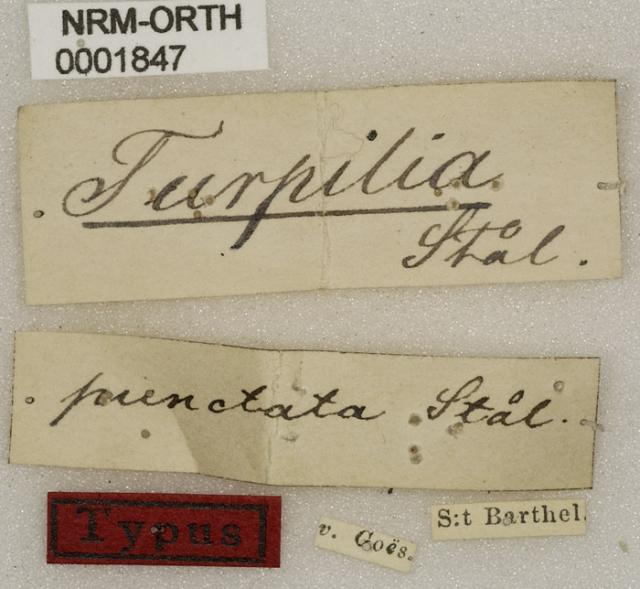 NRM-ORTH
0001847
Turpilia
Stål.
punctata Stål.
Typus
v. Goës.
S:t Barthel.